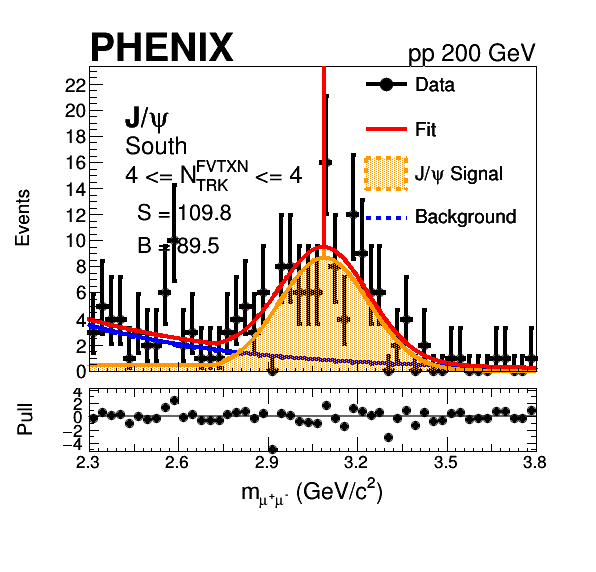 PHENIX pp 200 GeV
J/ψ
South
4 <= N^FVTXN_TRK <= 4
S = 109.8
B = 89.5
Data
Fit
J/ψ Signal
Background
Events
22
20
18
16
14
12
10
8
6
4
2
0
Pull
4
2
0
−2
−4
2.3 2.6 2.9 3.2 3.5 3.8
m_μ⁺μ⁻ (GeV/c²)